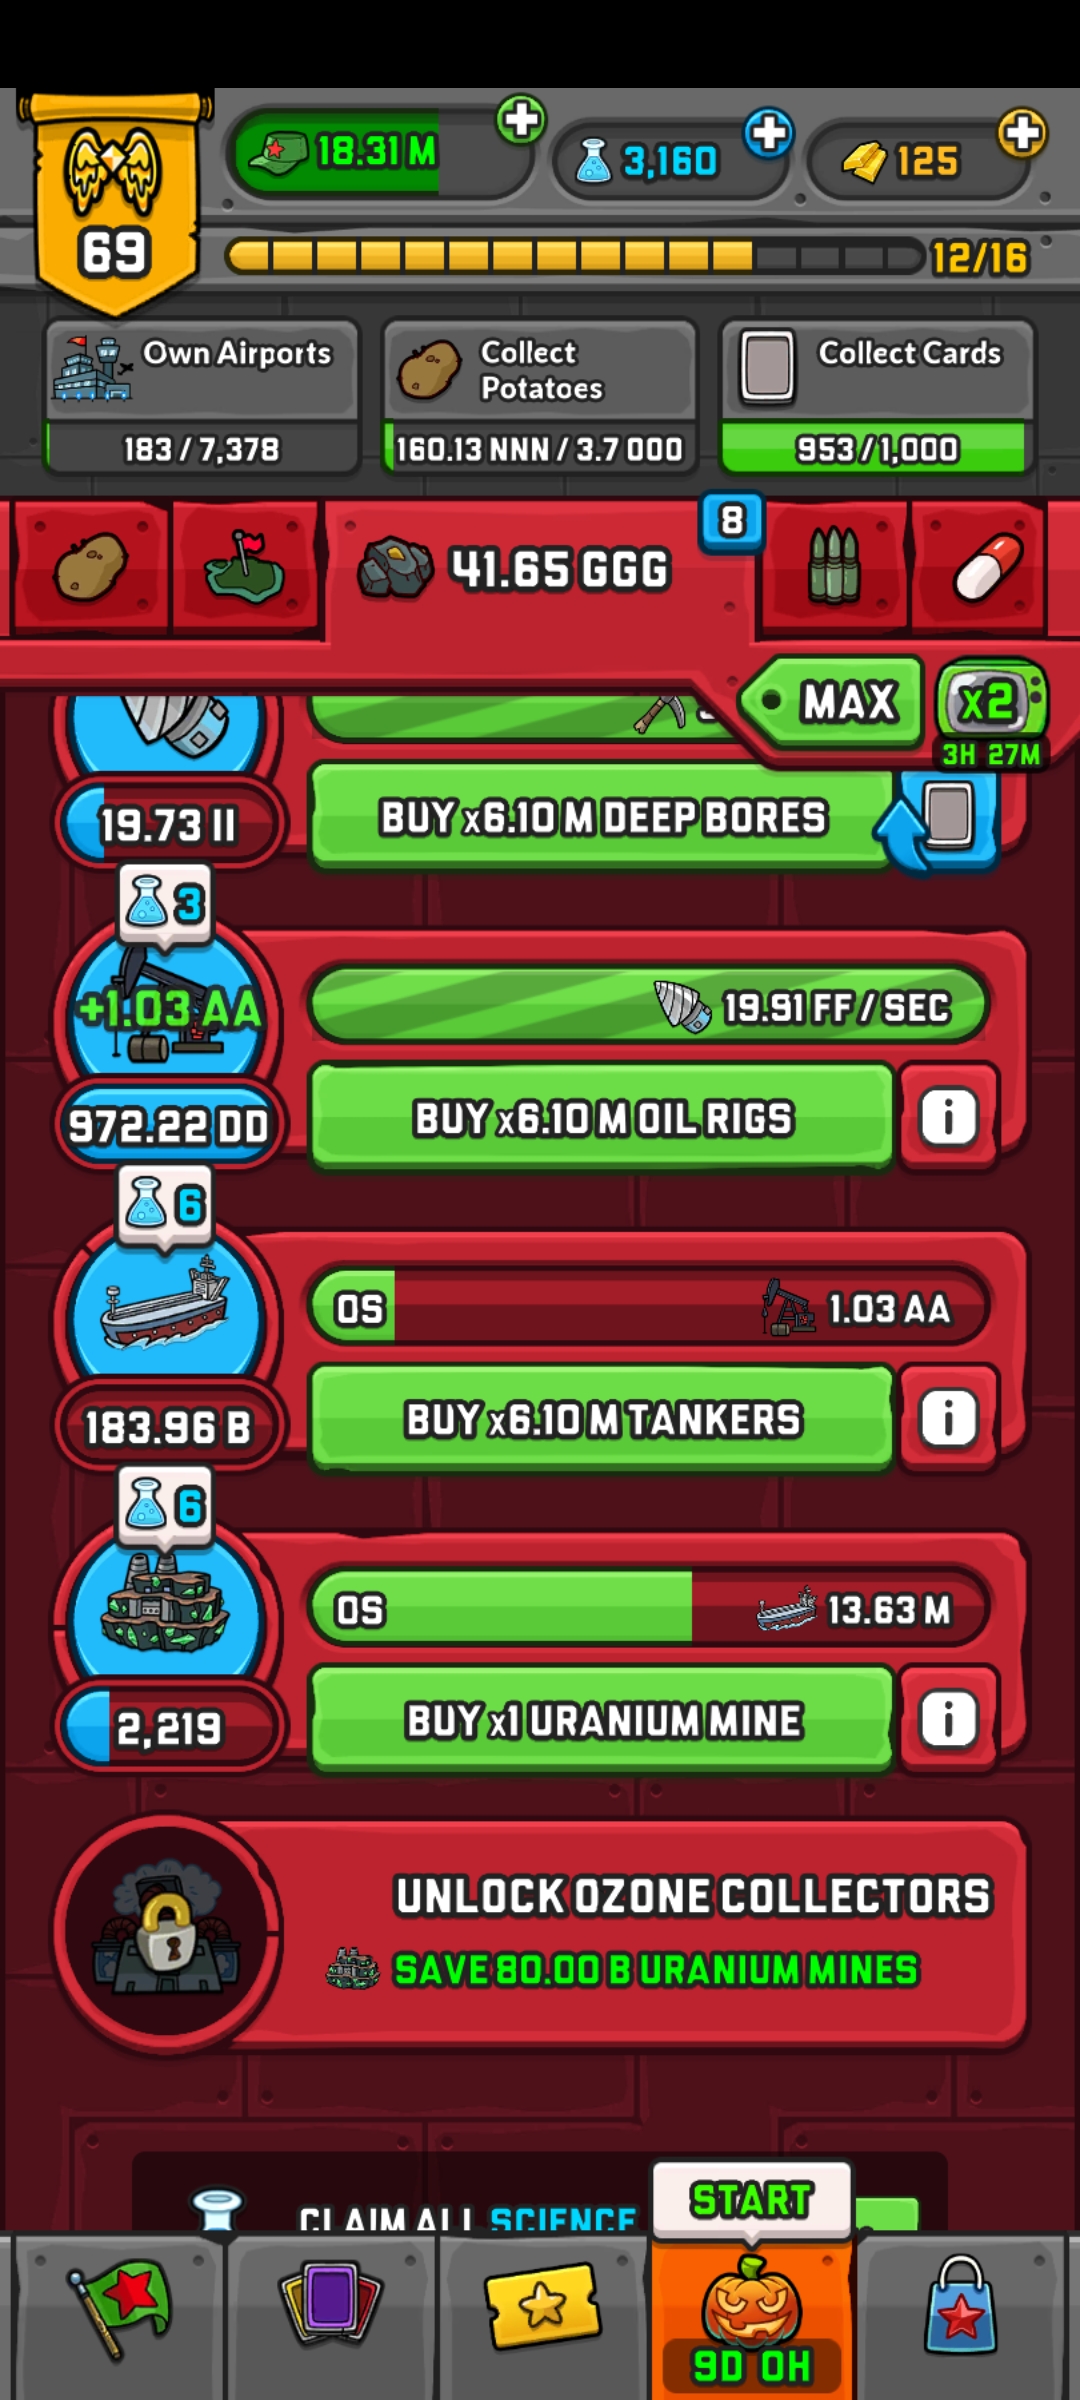 69
18.31 M
3,160
125
12/16
Own Airports
183 / 7,378
Collect
Potatoes
160.13 NNN / 3.7 OOO
Collect Cards
953 / 1,000
41.65 GGG
8
MAX
x2
3H 27M
19.73 II
BUY x6.10 M DEEP BORES
3
+1.03 AA
19.91 FF / SEC
972.22 DD
BUY x6.10 M OIL RIGS
i
6
0S
1.03 AA
183.96 B
BUY x6.10 M TANKERS
i
6
0S
13.63 M
2,219
BUY x1 URANIUM MINE
i
UNLOCK OZONE COLLECTORS
SAVE 80.00 B URANIUM MINES
CLAIM ALL SCIENCE
START
9D 0H